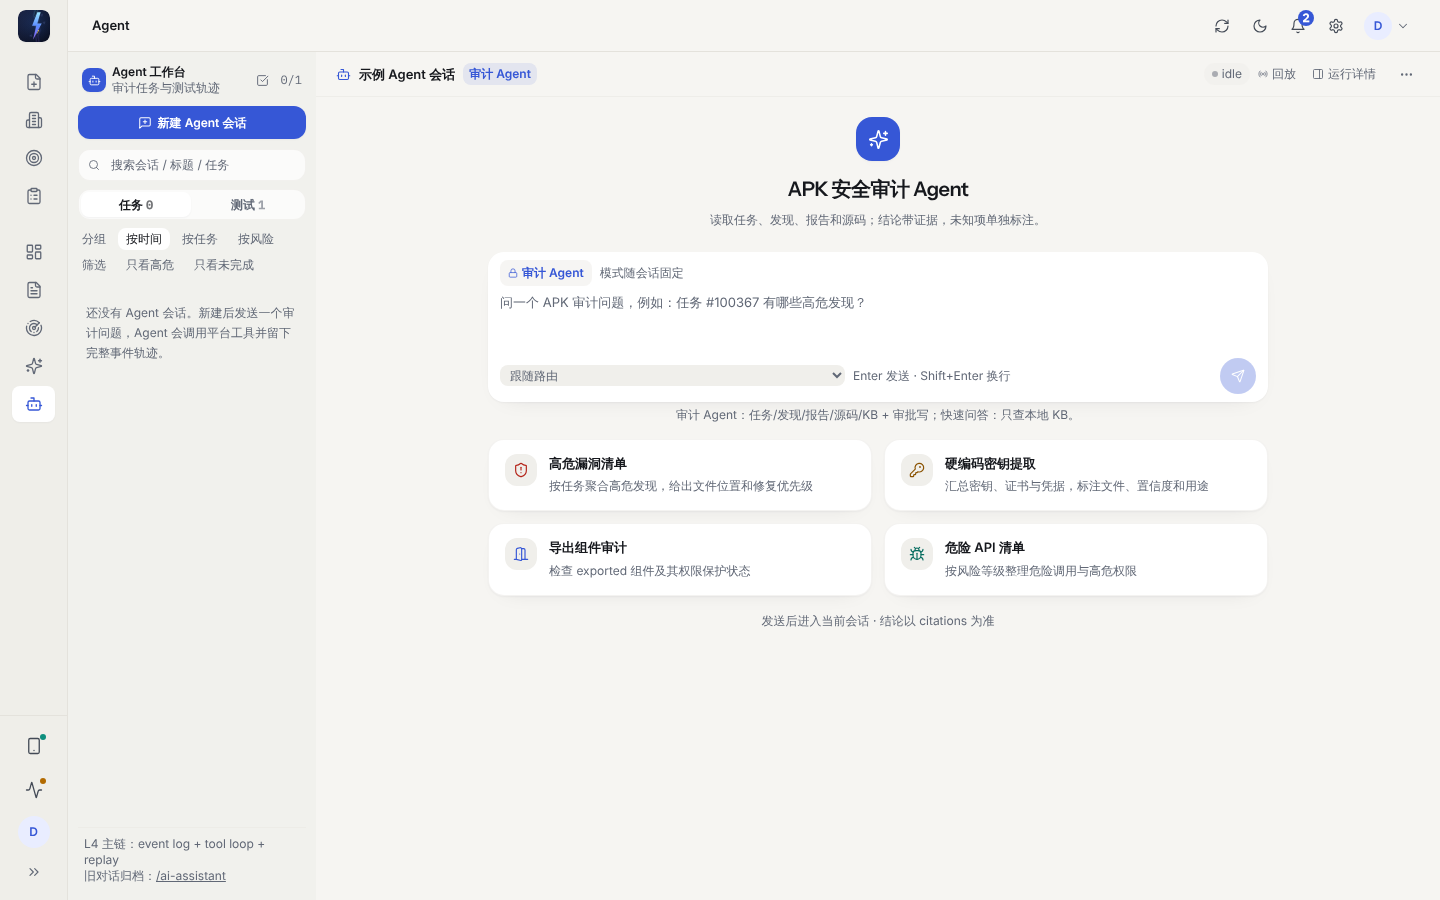 Agent
2
D
Agent 工作台
审计任务与测试轨迹
0/1
新建 Agent 会话
搜索会话 / 标题 / 任务
任务 0
测试 1
分组
按时间
按任务
按风险
筛选
只看高危
只看未完成
还没有 Agent 会话。新建后发送一个审
计问题，Agent 会调用平台工具并留下
完整事件轨迹。
L4 主链：event log + tool loop +
replay
旧对话归档：/ai-assistant
D
示例 Agent 会话
审计 Agent
idle
回放
运行详情
APK 安全审计 Agent
读取任务、发现、报告和源码；结论带证据，未知项单独标注。
审计 Agent
模式随会话固定
问一个 APK 审计问题，例如：任务 #100367 有哪些高危发现？
跟随路由
Enter 发送 · Shift+Enter 换行
审计 Agent：任务/发现/报告/源码/KB + 审批写；快速问答：只查本地 KB。
高危漏洞清单
按任务聚合高危发现，给出文件位置和修复优先级
硬编码密钥提取
汇总密钥、证书与凭据，标注文件、置信度和用途
导出组件审计
检查 exported 组件及其权限保护状态
危险 API 清单
按风险等级整理危险调用与高危权限
发送后进入当前会话 · 结论以 citations 为准